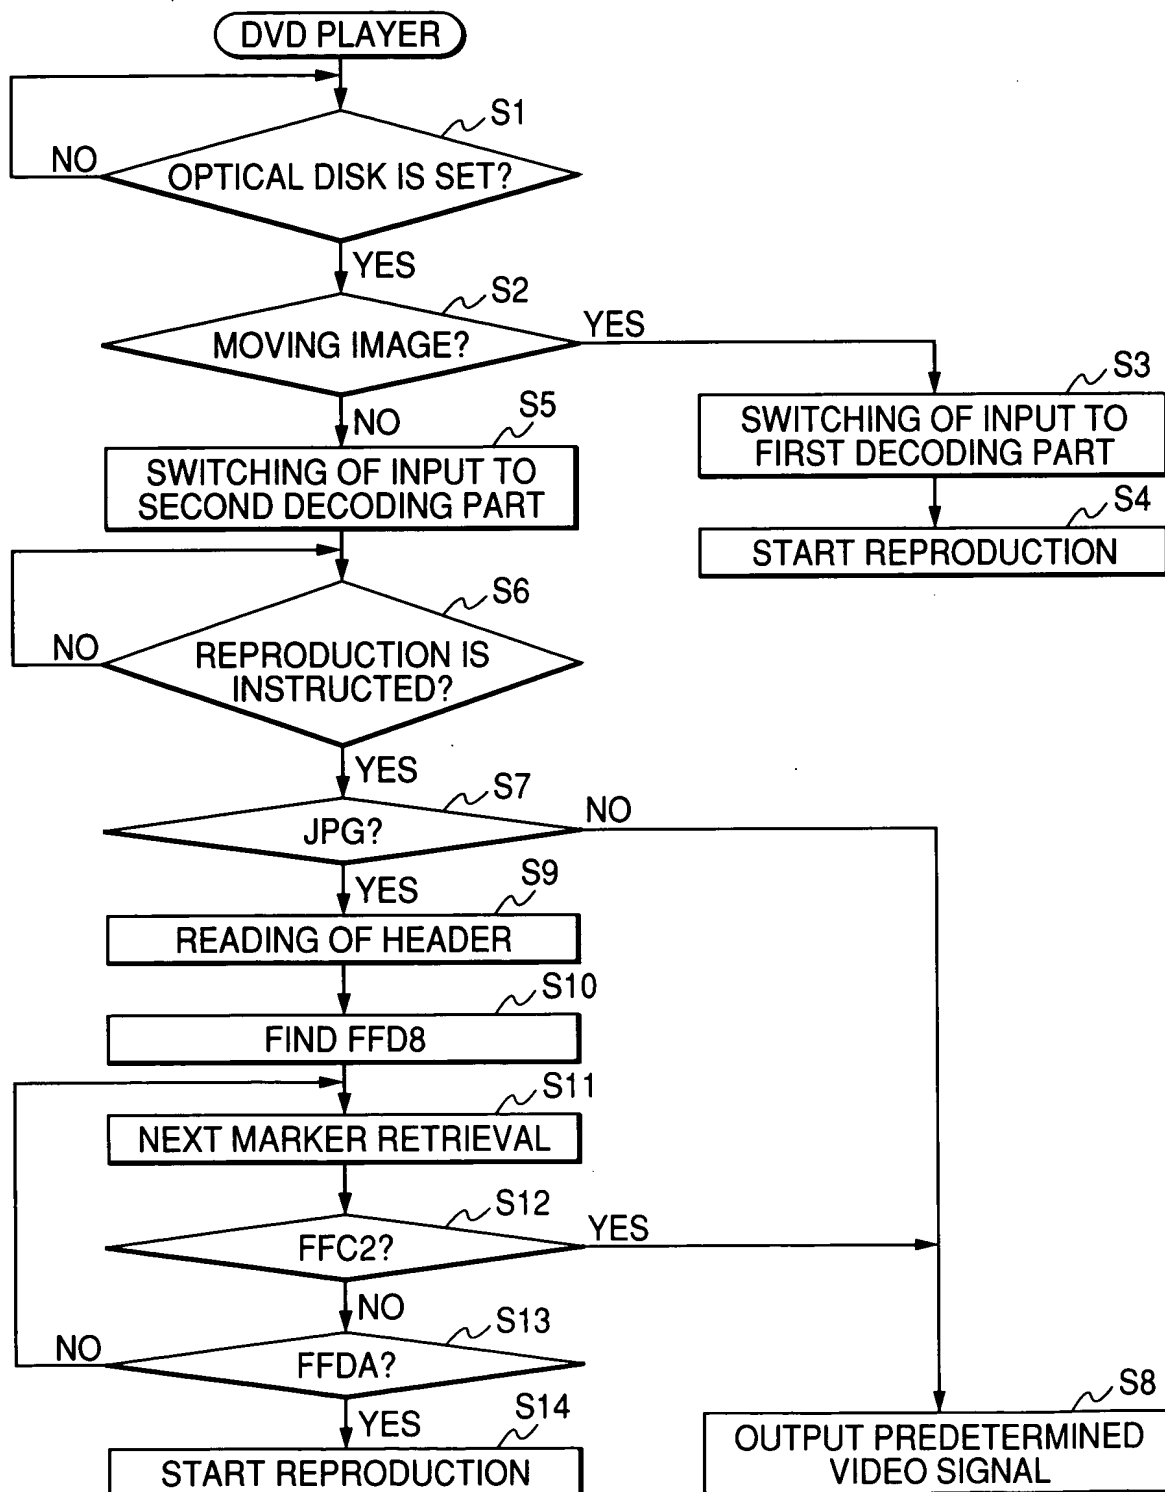 DVD PLAYER
S1
NO
OPTICAL DISK IS SET?
YES
S2
YES
MOVING IMAGE?
S3
NO
S5
SWITCHING OF INPUT TO
FIRST DECODING PART
SWITCHING OF INPUT TO
SECOND DECODING PART
S4
START REPRODUCTION
S6
NO
REPRODUCTION IS
INSTRUCTED?
YES
S7
NO
JPG?
YES
S9
READING OF HEADER
S10
FIND FFD8
S11
NEXT MARKER RETRIEVAL
S12
YES
FFC2?
NO
S13
NO
FFDA?
YES
S14
START REPRODUCTION
S8
OUTPUT PREDETERMINED
VIDEO SIGNAL